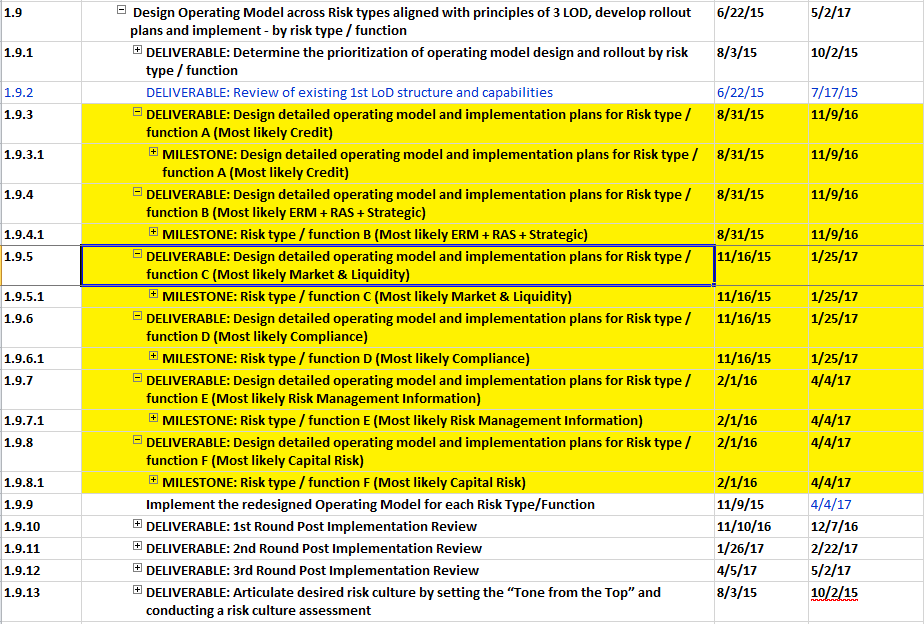 1.9 Design Operating Model across Risk types aligned with principles of 3 LOD, develop rollout 6/22/15 5/2/17
plans and implement - by risk type / function
1.9.1 DELIVERABLE: Determine the prioritization of operating model design and rollout by risk 8/3/15 10/2/15
type / function
1.9.2 DELIVERABLE: Review of existing 1st LoD structure and capabilities 6/22/15 7/17/15
1.9.3 DELIVERABLE: Design detailed operating model and implementation plans for Risk type / 8/31/15 11/9/16
function A (Most likely Credit)
1.9.3.1 MILESTONE: Design detailed operating model and implementation plans for Risk type / 8/31/15 11/9/16
function A (Most likely Credit)
1.9.4 DELIVERABLE: Design detailed operating model and implementation plans for Risk type / 8/31/15 11/9/16
function B (Most likely ERM + RAS + Strategic)
1.9.4.1 MILESTONE: Risk type / function B (Most likely ERM + RAS + Strategic) 8/31/15 11/9/16
1.9.5 DELIVERABLE: Design detailed operating model and implementation plans for Risk type / 11/16/15 1/25/17
function C (Most likely Market & Liquidity)
1.9.5.1 MILESTONE: Risk type / function C (Most likely Market & Liquidity) 11/16/15 1/25/17
1.9.6 DELIVERABLE: Design detailed operating model and implementation plans for Risk type / 11/16/15 1/25/17
function D (Most likely Compliance)
1.9.6.1 MILESTONE: Risk type / function D (Most likely Compliance) 11/16/15 1/25/17
1.9.7 DELIVERABLE: Design detailed operating model and implementation plans for Risk type / 2/1/16 4/4/17
function E (Most likely Risk Management Information)
1.9.7.1 MILESTONE: Risk type / function E (Most likely Risk Management Information) 2/1/16 4/4/17
1.9.8 DELIVERABLE: Design detailed operating model and implementation plans for Risk type / 2/1/16 4/4/17
function F (Most likely Capital Risk)
1.9.8.1 MILESTONE: Risk type / function F (Most likely Capital Risk) 2/1/16 4/4/17
1.9.9 Implement the redesigned Operating Model for each Risk Type/Function 11/9/15 4/4/17
1.9.10 DELIVERABLE: 1st Round Post Implementation Review 11/10/16 12/7/16
1.9.11 DELIVERABLE: 2nd Round Post Implementation Review 1/26/17 2/22/17
1.9.12 DELIVERABLE: 3rd Round Post Implementation Review 4/5/17 5/2/17
1.9.13 DELIVERABLE: Articulate desired risk culture by setting the “Tone from the Top” and 8/3/15 10/2/15
conducting a risk culture assessment